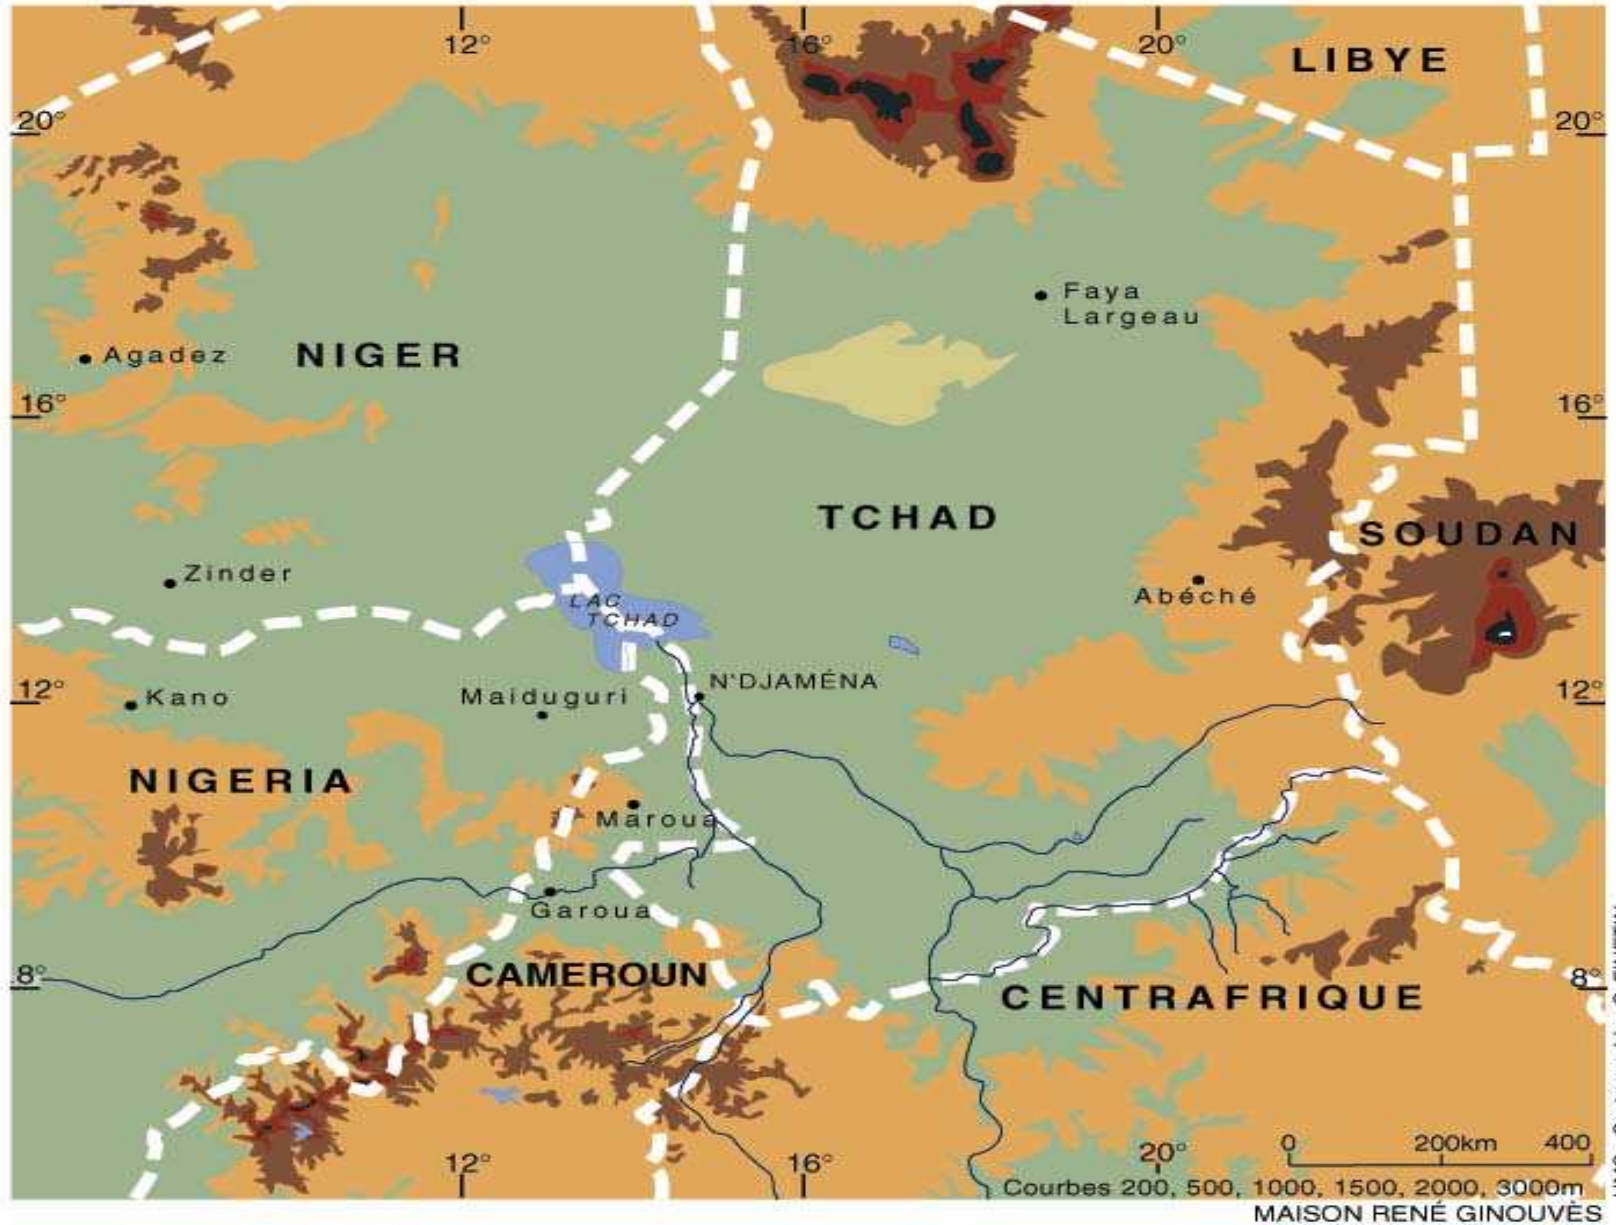 12°
16°
20°
LIBYE
20°
20°
Faya
Largeau
Agadez
NIGER
16°
16°
TCHAD
SOUDAN
Zinder
LAC
TCHAD
Abéché
12°
Kano
Maiduguri
N'DJAMÉNA
12°
NIGERIA
Maroua
Garoua
8°
CAMEROUN
CENTRAFRIQUE
8°
12°
16°
20°
0 200km 400
Courbes 200, 500, 1000, 1500, 2000, 3000m
MAISON RENÉ GINOUVÈS